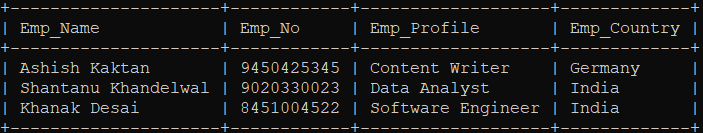 Emp_Name Emp_No Emp_Profile Emp_Country
Ashish Kaktan 9450425345 Content Writer Germany
Shantanu Khandelwal 9020330023 Data Analyst India
Khanak Desai 8451004522 Software Engineer India